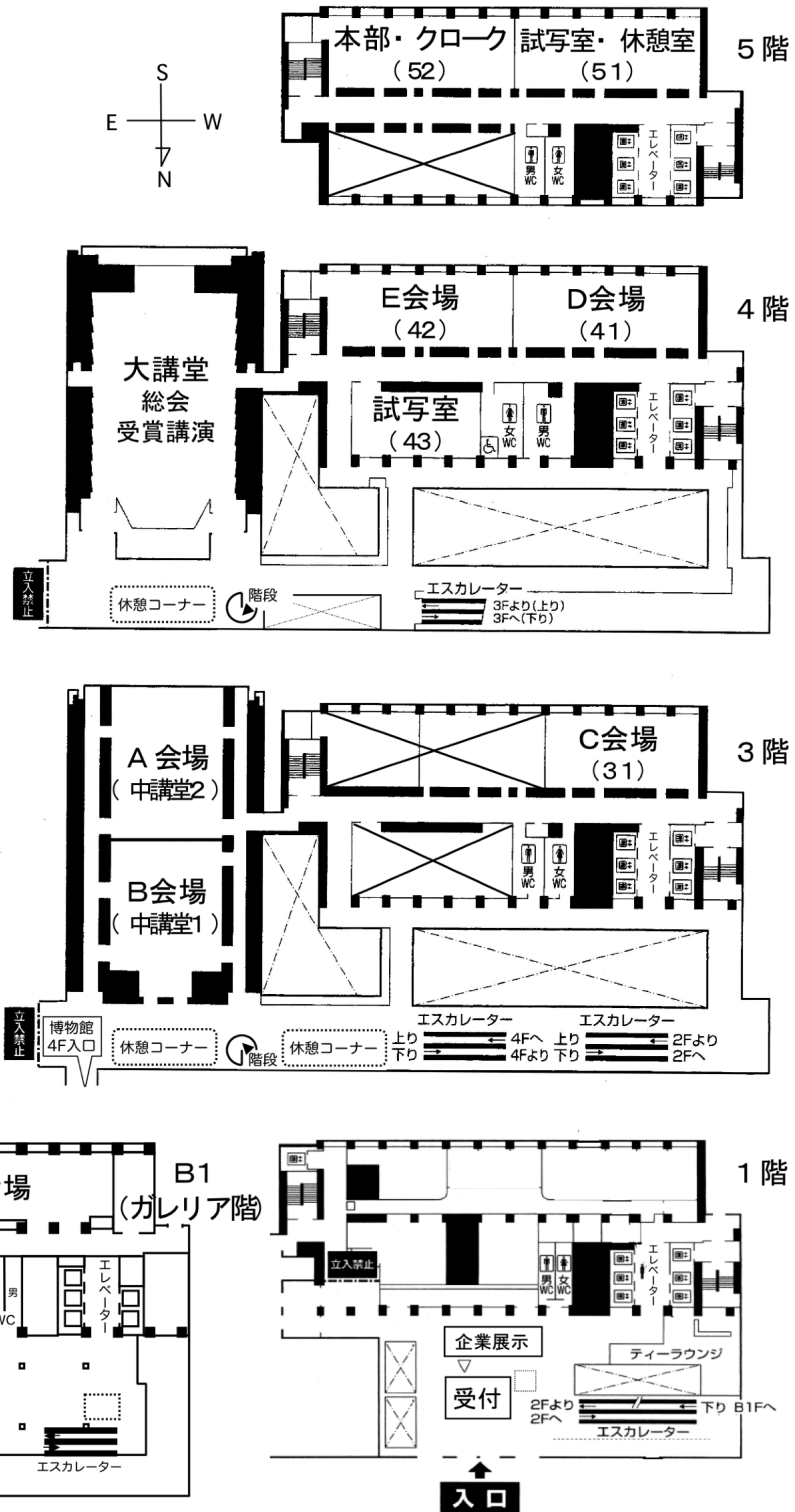 5階
本部・クローク
(52)
試写室・休憩室
(51)
男
WC
女
WC
エレベーター
S
E
W
N
4階
E会場
(42)
D会場
(41)
大講堂
総会
受賞講演
試写室
(43)
女
WC
男
WC
エレベーター
立入禁止
休憩コーナー
階段
エスカレーター
3Fより(上り)
3Fへ(下り)
3階
A会場
(中講堂2)
C会場
(31)
B会場
(中講堂1)
男
WC
女
WC
エレベーター
立入禁止
博物館
4F入口
休憩コーナー
階段
休憩コーナー
エスカレーター
上り
下り
4Fへ
4Fより
エスカレーター
上り
下り
2Fより
2Fへ
場
B1
(ガレリア階)
男
WC
エレベーター
エスカレーター
1階
立入禁止
男
WC
女
WC
エレベーター
企業展示
受付
ティーラウンジ
2Fより
2Fへ
下り B1Fへ
エスカレーター
入口